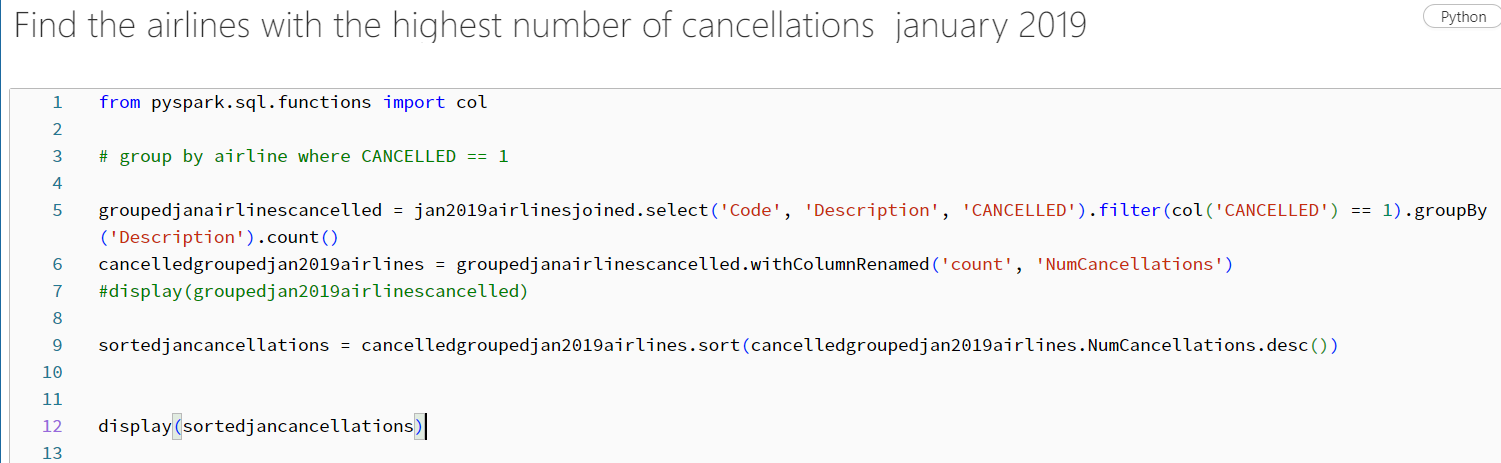 Find the airlines with the highest number of cancellations  january 2019
Python
1 from pyspark.sql.functions import col
2
3 # group by airline where CANCELLED == 1
4
5 groupedjanairlinescancelled = jan2019airlinesjoined.select('Code', 'Description', 'CANCELLED').filter(col('CANCELLED') == 1).groupBy
('Description').count()
6 cancelledgroupedjan2019airlines = groupedjanairlinescancelled.withColumnRenamed('count', 'NumCancellations')
7 #display(groupedjan2019airlinescancelled)
8
9 sortedjancancellations = cancelledgroupedjan2019airlines.sort(cancelledgroupedjan2019airlines.NumCancellations.desc())
10
11
12 display(sortedjancancellations)
13